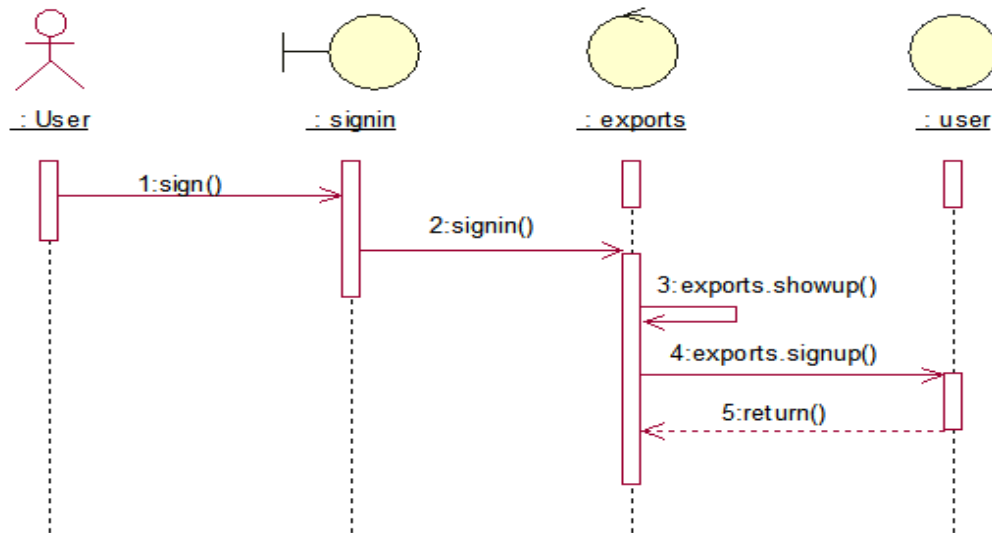 _: User
_: signin
_: exports
_: user
1:sign()
2:signin()
3:exports.showup()
4:exports.signup()
5:return()